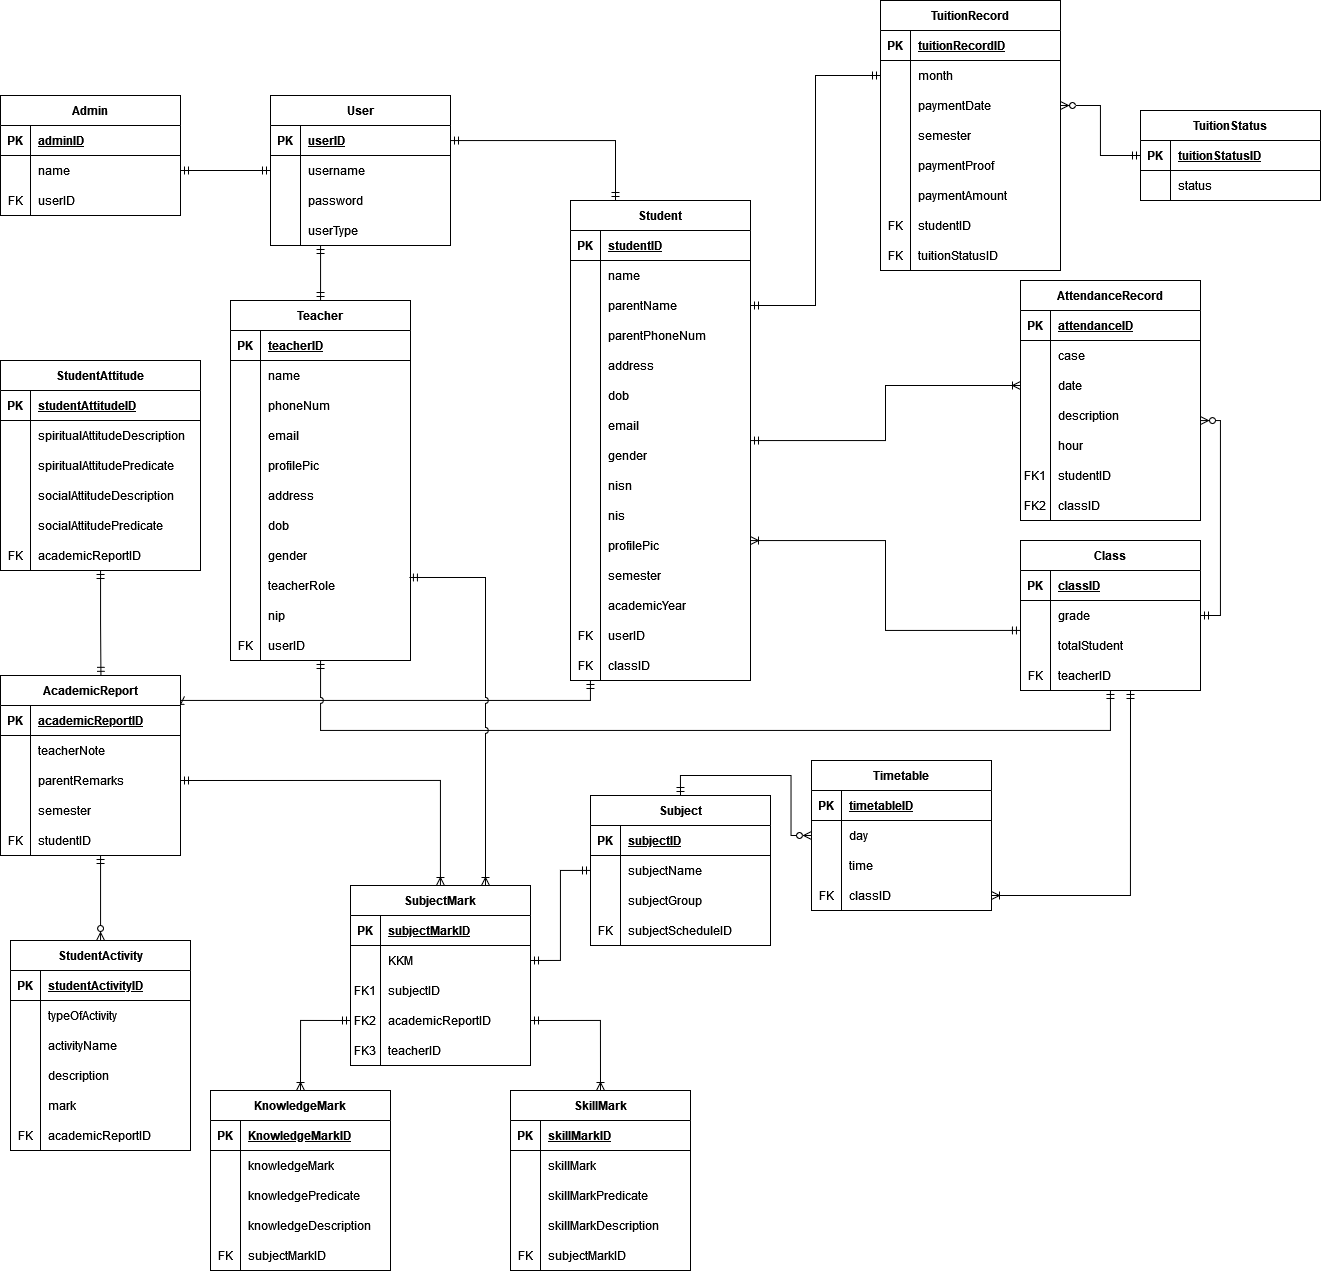 TuitionRecord
PK tuitionRecordID
month
paymentDate
semester
paymentProof
paymentAmount
FK studentID
FK tuitionStatusID
Admin
PK adminID
name
FK userID
User
PK userID
username
password
userType
TuitionStatus
PK tuitionStatusID
status
Student
PK studentID
name
parentName
parentPhoneNum
address
dob
email
gender
nisn
nis
profilePic
semester
academicYear
FK userID
FK classID
AttendanceRecord
PK attendanceID
case
date
description
hour
FK1 studentID
FK2 classID
Teacher
PK teacherID
name
phoneNum
email
profilePic
address
dob
gender
teacherRole
nip
FK userID
StudentAttitude
PK studentAttitudeID
spiritualAttitudeDescription
spiritualAttitudePredicate
socialAttitudeDescription
socialAttitudePredicate
FK academicReportID
Class
PK classID
grade
totalStudent
FK teacherID
AcademicReport
PK academicReportID
teacherNote
parentRemarks
semester
FK studentID
Timetable
PK timetableID
day
time
FK classID
Subject
PK subjectID
subjectName
subjectGroup
FK subjectScheduleID
SubjectMark
PK subjectMarkID
KKM
FK1 subjectID
FK2 academicReportID
FK3 teacherID
StudentActivity
PK studentActivityID
typeOfActivity
activityName
description
mark
FK academicReportID
KnowledgeMark
PK KnowledgeMarkID
knowledgeMark
knowledgePredicate
knowledgeDescription
FK subjectMarkID
SkillMark
PK skillMarkID
skillMark
skillMarkPredicate
skillMarkDescription
FK subjectMarkID